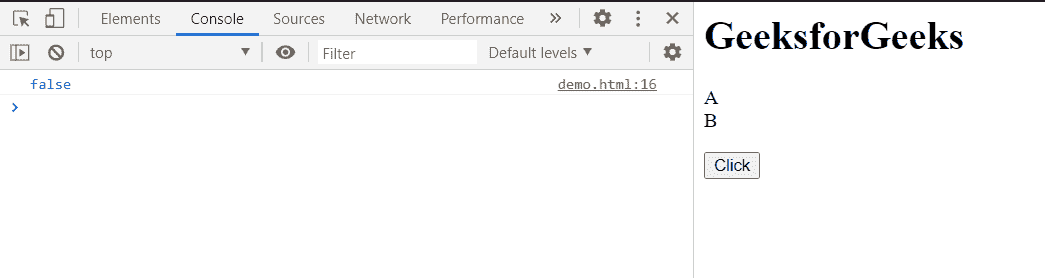 Elements Console Sources Network Performance »
top Filter Default levels
false demo.html:16
GeeksforGeeks
A
B
Click